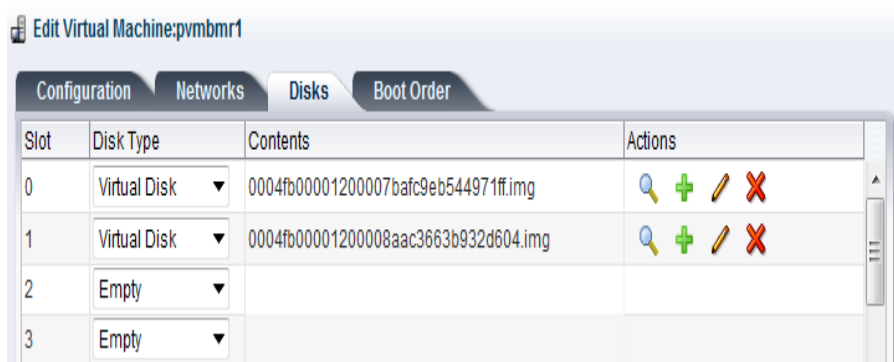 Edit Virtual Machine:pvmbmr1
Configuration Networks Disks Boot Order
Slot Disk Type Contents Actions
0 Virtual Disk 0004fb00001200007bafc9eb544971ff.img
1 Virtual Disk 0004fb00001200008aac3663b932d604.img
2 Empty
3 Empty